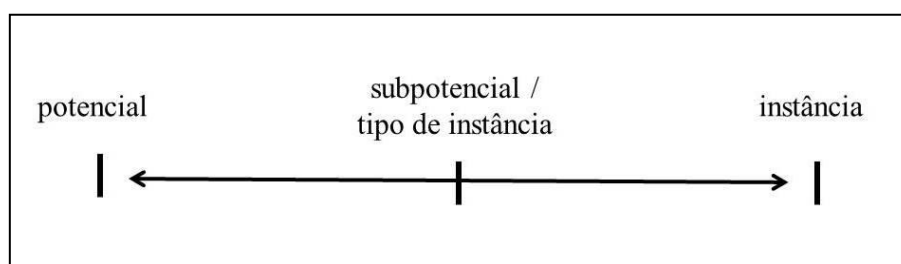 potencial
subpotencial /
tipo de instância
instância